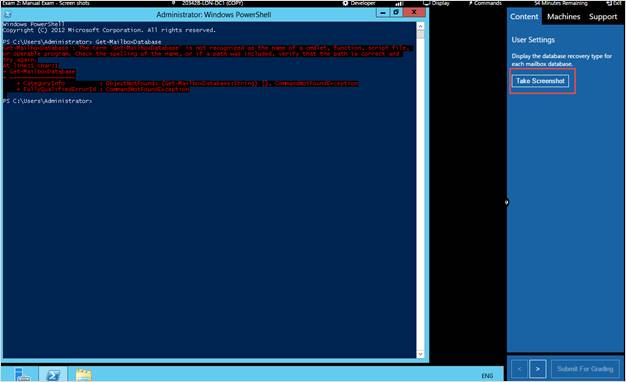 Exam 2: Manual Exam - Screen shots
20342B-LDN-DC1 (COPY)
Developer
Display
Commands
54 Minutes Remaining
Exit
Administrator: Windows PowerShell
Windows PowerShell
Copyright (C) 2012 Microsoft Corporation. All rights reserved.
PS C:\Users\Administrator> Get-MailboxDatabase
Get-MailboxDatabase : The term 'Get-MailboxDatabase' is not recognized as the name of a cmdlet, function, script file,
or operable program. Check the spelling of the name, or if a path was included, verify that the path is correct and
try again.
At line:1 char:1
+ Get-MailboxDatabase
+ CategoryInfo : ObjectNotFound: (Get-MailboxDatabase:String) [], CommandNotFoundException
+ FullyQualifiedErrorId : CommandNotFoundException
PS C:\Users\Administrator>
Content Machines Support
User Settings
Display the database recovery type for
each mailbox database.
Take Screenshot
< > Submit For Grading
ENG